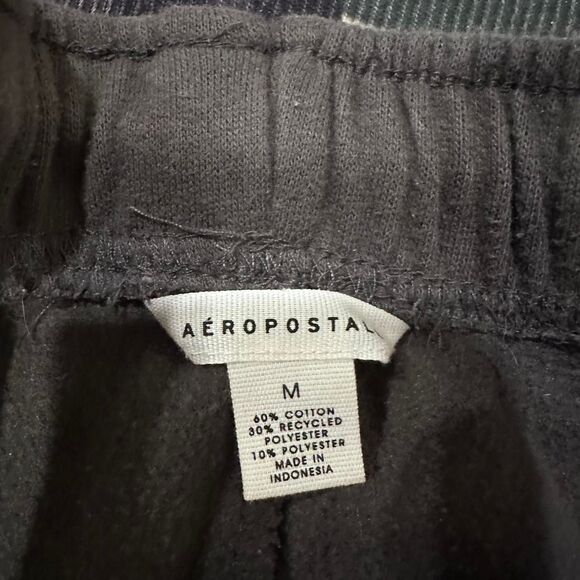 AÉROPOSTAL
M
60% COTTON
30% RECYCLED
POLYESTER
10% POLYESTER
MADE IN
INDONESIA